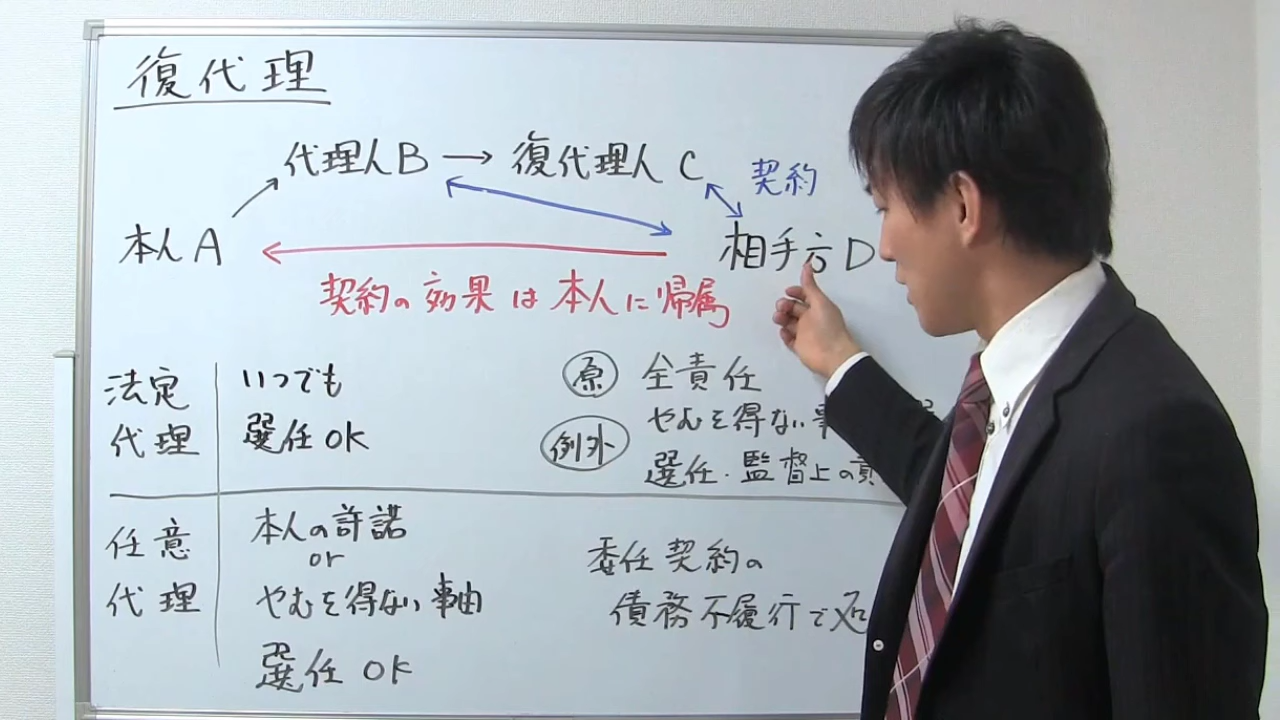 復代理
代理人B → 復代理人 C
契約
本人A
相手方D
契約の効果は本人に帰属
法定
代理
いつでも
選任OK
原 全責任
例外 やむを得ない
選任・監督上の責
任意
代理
本人の許諾
or
やむを得ない事由
選任 OK
委任契約の
債務不履行で